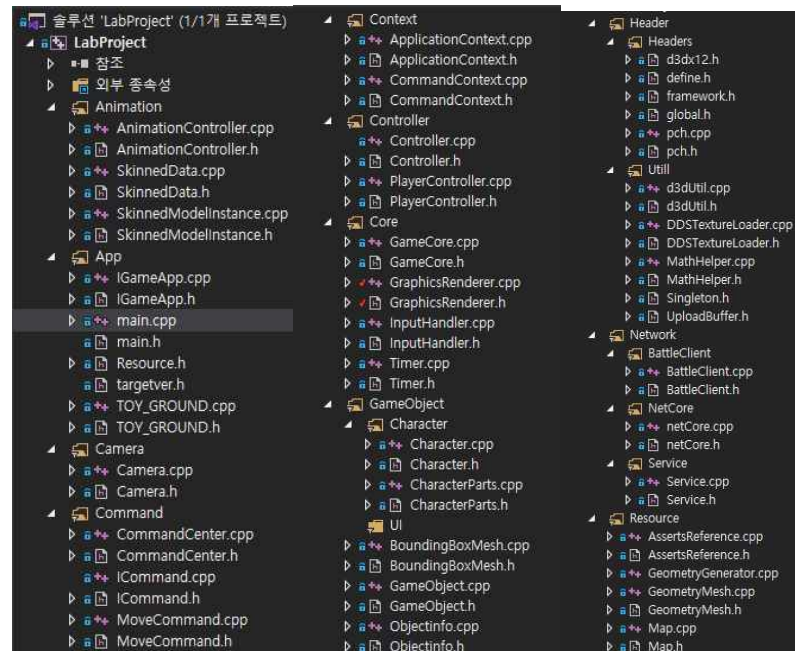 솔루션 'LabProject' (1/1개 프로젝트)
LabProject
참조
외부 종속성
Animation
AnimationController.cpp
AnimationController.h
SkinnedData.cpp
SkinnedData.h
SkinnedModelInstance.cpp
SkinnedModelInstance.h
App
IGameApp.cpp
IGameApp.h
main.cpp
main.h
Resource.h
targetver.h
TOY_GROUND.cpp
TOY_GROUND.h
Camera
Camera.cpp
Camera.h
Command
CommandCenter.cpp
CommandCenter.h
ICommand.cpp
ICommand.h
MoveCommand.cpp
MoveCommand.h
Context
ApplicationContext.cpp
ApplicationContext.h
CommandContext.cpp
CommandContext.h
Controller
Controller.cpp
Controller.h
PlayerController.cpp
PlayerController.h
Core
GameCore.cpp
GameCore.h
GraphicsRenderer.cpp
GraphicsRenderer.h
InputHandler.cpp
InputHandler.h
Timer.cpp
Timer.h
GameObject
Character
Character.cpp
Character.h
CharacterParts.cpp
CharacterParts.h
UI
BoundingBoxMesh.cpp
BoundingBoxMesh.h
GameObject.cpp
GameObject.h
Objectinfo.cpp
Objectinfo.h
Header
Headers
d3dx12.h
define.h
framework.h
global.h
pch.cpp
pch.h
Utill
d3dUtil.cpp
d3dUtil.h
DDSTextureLoader.cpp
DDSTextureLoader.h
MathHelper.cpp
MathHelper.h
Singleton.h
UploadBuffer.h
Network
BattleClient
BattleClient.cpp
BattleClient.h
NetCore
netCore.cpp
netCore.h
Service
Service.cpp
Service.h
Resource
AssertsReference.cpp
AssertsReference.h
GeometryGenerator.cpp
GeometryMesh.cpp
GeometryMesh.h
Map.cpp
Map.h